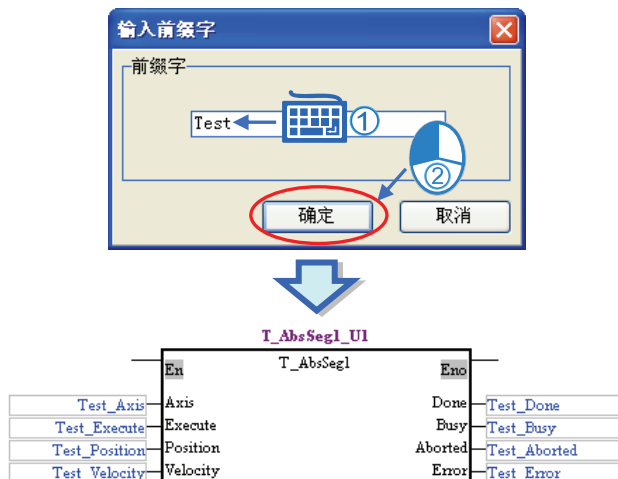 输入前缀字
前缀字
Test
①
②
确定 取消
T_AbsSeg1_U1
T_AbsSeg1
En Eno
Test_Axis Axis Done Test_Done
Test_Execute Execute Busy Test_Busy
Test_Position Position Aborted Test_Aborted
Test_Velocity Velocity Error Test_Error